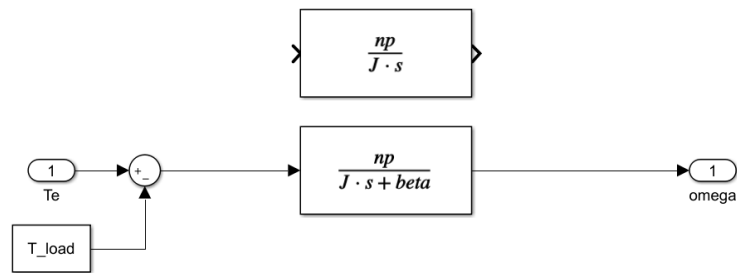 np
J · s
np
J · s + beta
1
+
_
1
Te
omega
T_load